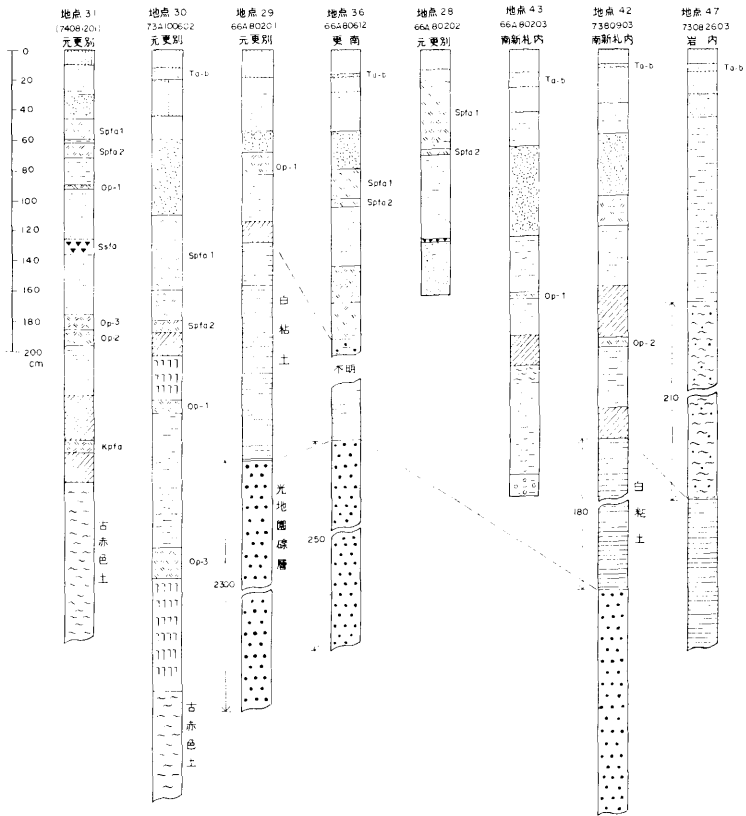 地点 31
(7408 201)
元更別
地点 30
73A100602
元更別
地点 29
66A80201
元更別
地点 36
66A80612
更南
地点 28
66A80202
元更別
地点 43
66A80203
南新札内
地点 42
7380903
南新札内
地点 47
73082603
岩内
0
20
40
60
80
100
120
140
160
180
200
cm
Spfa 1
Spfa 2
Op-1
Ssfa
Op-3
Op-2
Kpfa
古赤色土
Ta-b
Spfa 1
Spfa 2
Op-1
Op-3
古赤色土
Op-1
白粘土
光地園礫層
2300
Ta-b
Spfa 1
Spfa 2
不明
250
Spfa 1
Spfa 2
Ta-b
Op-1
Ta-b
Op-2
白粘土
180
Ta-b
210